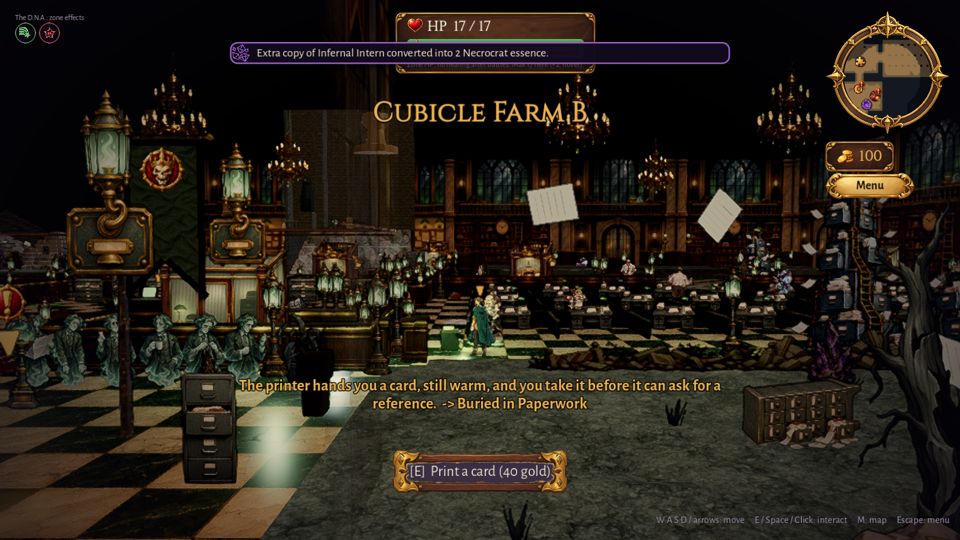 The D.N.A.: zone effects
HP 17 / 17
Extra copy of Infernal Intern converted into 2 Necrocrat essence.
Cubicle Farm B
100
Menu
The printer hands you a card, still warm, and you take it before it can ask for a
reference. -> Buried in Paperwork
[E] Print a card (40 gold)
W A S D / arrows: move E / Space / Click: interact M: map Escape: menu